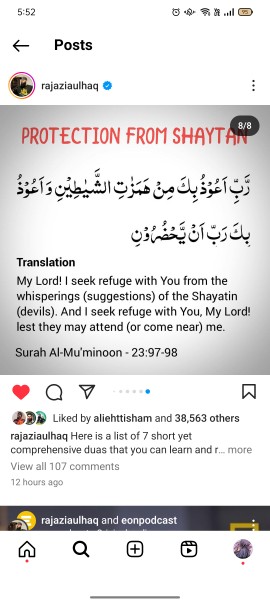 5:52
95
Posts
rajaziaulhaq
8/8
PROTECTION FROM SHAYTAN
رَّبِّ اَعُوْذُ بِكَ مِنْ هَمَزٰتِ الشَّيٰطِيْنِ وَ اَعُوْذُ
بِكَ رَبِّ اَنْ يَّحْضُرُوْنِ
Translation
My Lord! I seek refuge with You from the
whisperings (suggestions) of the Shayatin
(devils). And I seek refuge with You, My Lord!
lest they may attend (or come near) me.
Surah Al-Mu'minoon - 23:97-98
Liked by aliehttisham and 38,563 others
rajaziaulhaq Here is a list of 7 short yet
comprehensive duas that you can learn and r... more
View all 107 comments
12 hours ago
rajaziaulhaq and eonpodcast